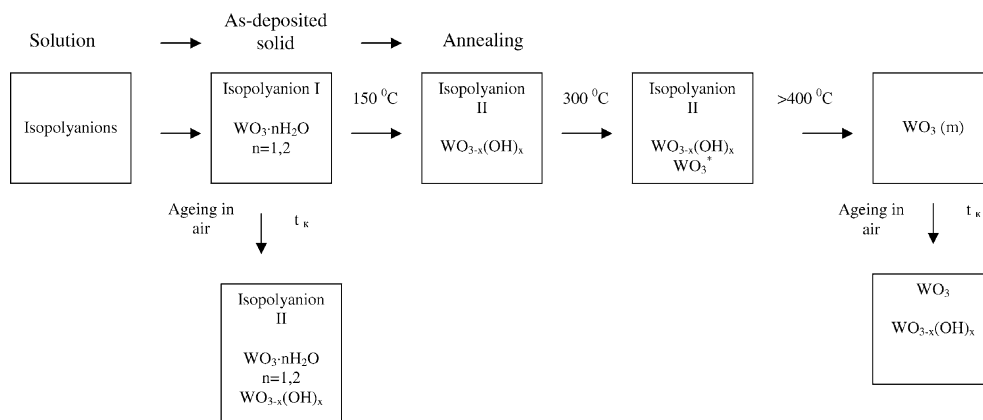 Solution
As-deposited
solid
Annealing
Isopolyanions
Isopolyanion I
WO₃·nH₂O
n=1,2
150 ⁰C
Isopolyanion
II
WO₃₋ₓ(OH)ₓ
300 ⁰C
Isopolyanion
II
WO₃₋ₓ(OH)ₓ
WO₃*
>400 ⁰C
WO₃ (m)
Ageing in
air
t κ
Isopolyanion
II
WO₃·nH₂O
n=1,2
WO₃₋ₓ(OH)ₓ
Ageing in
air
t κ
WO₃
WO₃₋ₓ(OH)ₓ